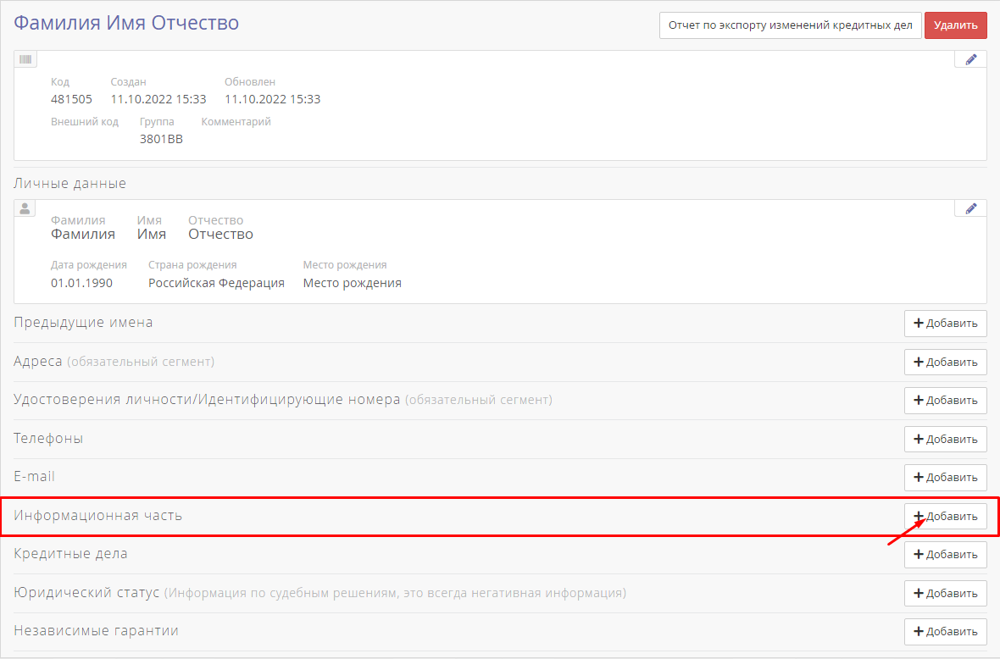 Фамилия Имя Отчество
Отчет по экспорту изменений кредитных дел Удалить
Код Создан Обновлен
481505 11.10.2022 15:33 11.10.2022 15:33
Внешний код Группа Комментарий
3801BB
Личные данные
Фамилия Имя Отчество
Фамилия Имя Отчество
Дата рождения Страна рождения Место рождения
01.01.1990 Российская Федерация Место рождения
Предыдущие имена Добавить
Адреса (обязательный сегмент) Добавить
Удостоверения личности/Идентифицирующие номера (обязательный сегмент) Добавить
Телефоны Добавить
E-mail Добавить
Информационная часть Добавить
Кредитные дела Добавить
Юридический статус (Информация по судебным решениям, это всегда негативная информация) Добавить
Независимые гарантии Добавить